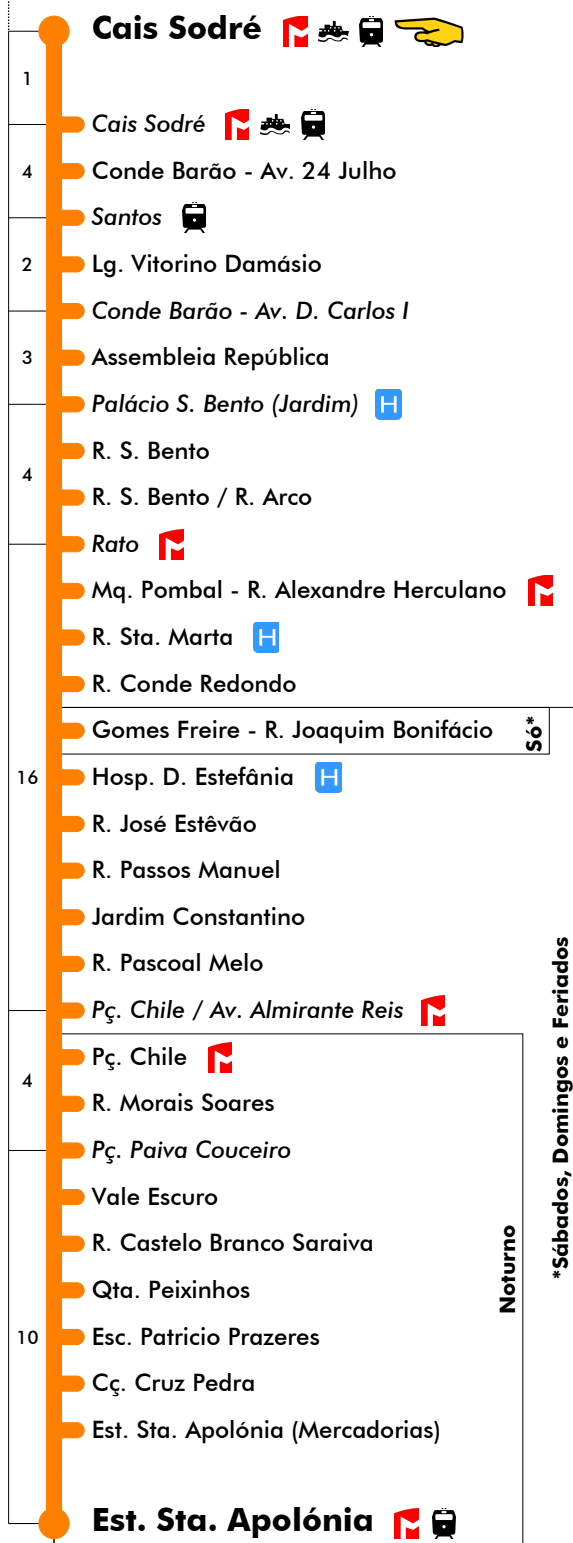 Cais Sodré
1
Cais Sodré
4
Conde Barão - Av. 24 Julho
Santos
2
Lg. Vitorino Damásio
Conde Barão - Av. D. Carlos I
3
Assembleia República
Palácio S. Bento (Jardim) H
R. S. Bento
4
R. S. Bento / R. Arco
Rato
Mq. Pombal - R. Alexandre Herculano
R. Sta. Marta H
R. Conde Redondo
Gomes Freire - R. Joaquim Bonifácio
Só*
16
Hosp. D. Estefânia H
R. José Estêvão
R. Passos Manuel
Jardim Constantino
R. Pascoal Melo
Pç. Chile / Av. Almirante Reis
Pç. Chile
4
R. Morais Soares
Pç. Paiva Couceiro
Vale Escuro
R. Castelo Branco Saraiva
Qta. Peixinhos
10
Esc. Patricio Prazeres
Cç. Cruz Pedra
Est. Sta. Apolónia (Mercadorias)
Est. Sta. Apolónia
Noturno
*Sábados, Domingos e Feriados